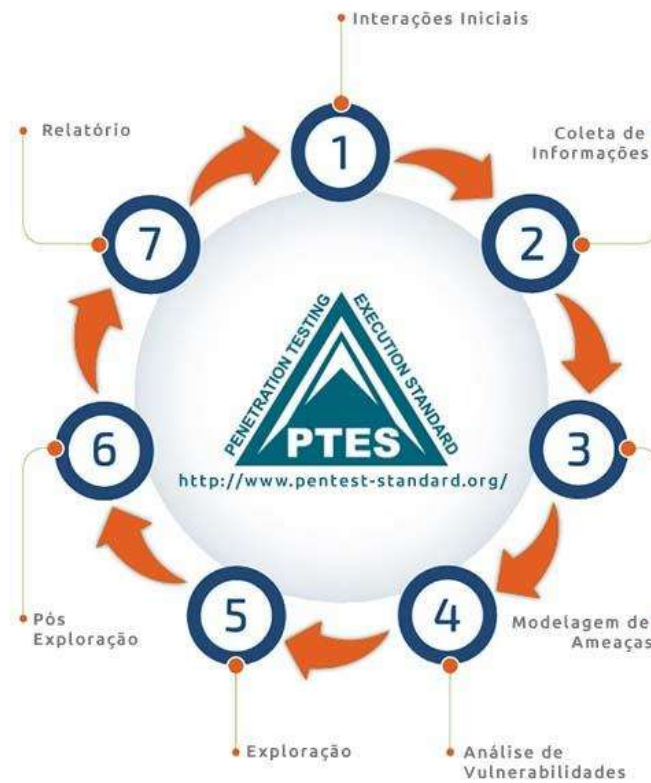 Interações Iniciais
1
Coleta de
Informações
2
3
Modelagem de
Ameaças
4
Análise de
Vulnerabilidades
5
Exploração
6
Pós
Exploração
7
Relatório
PENETRATION TESTING
EXECUTION STANDARD
PTES
http://www.pentest-standard.org/